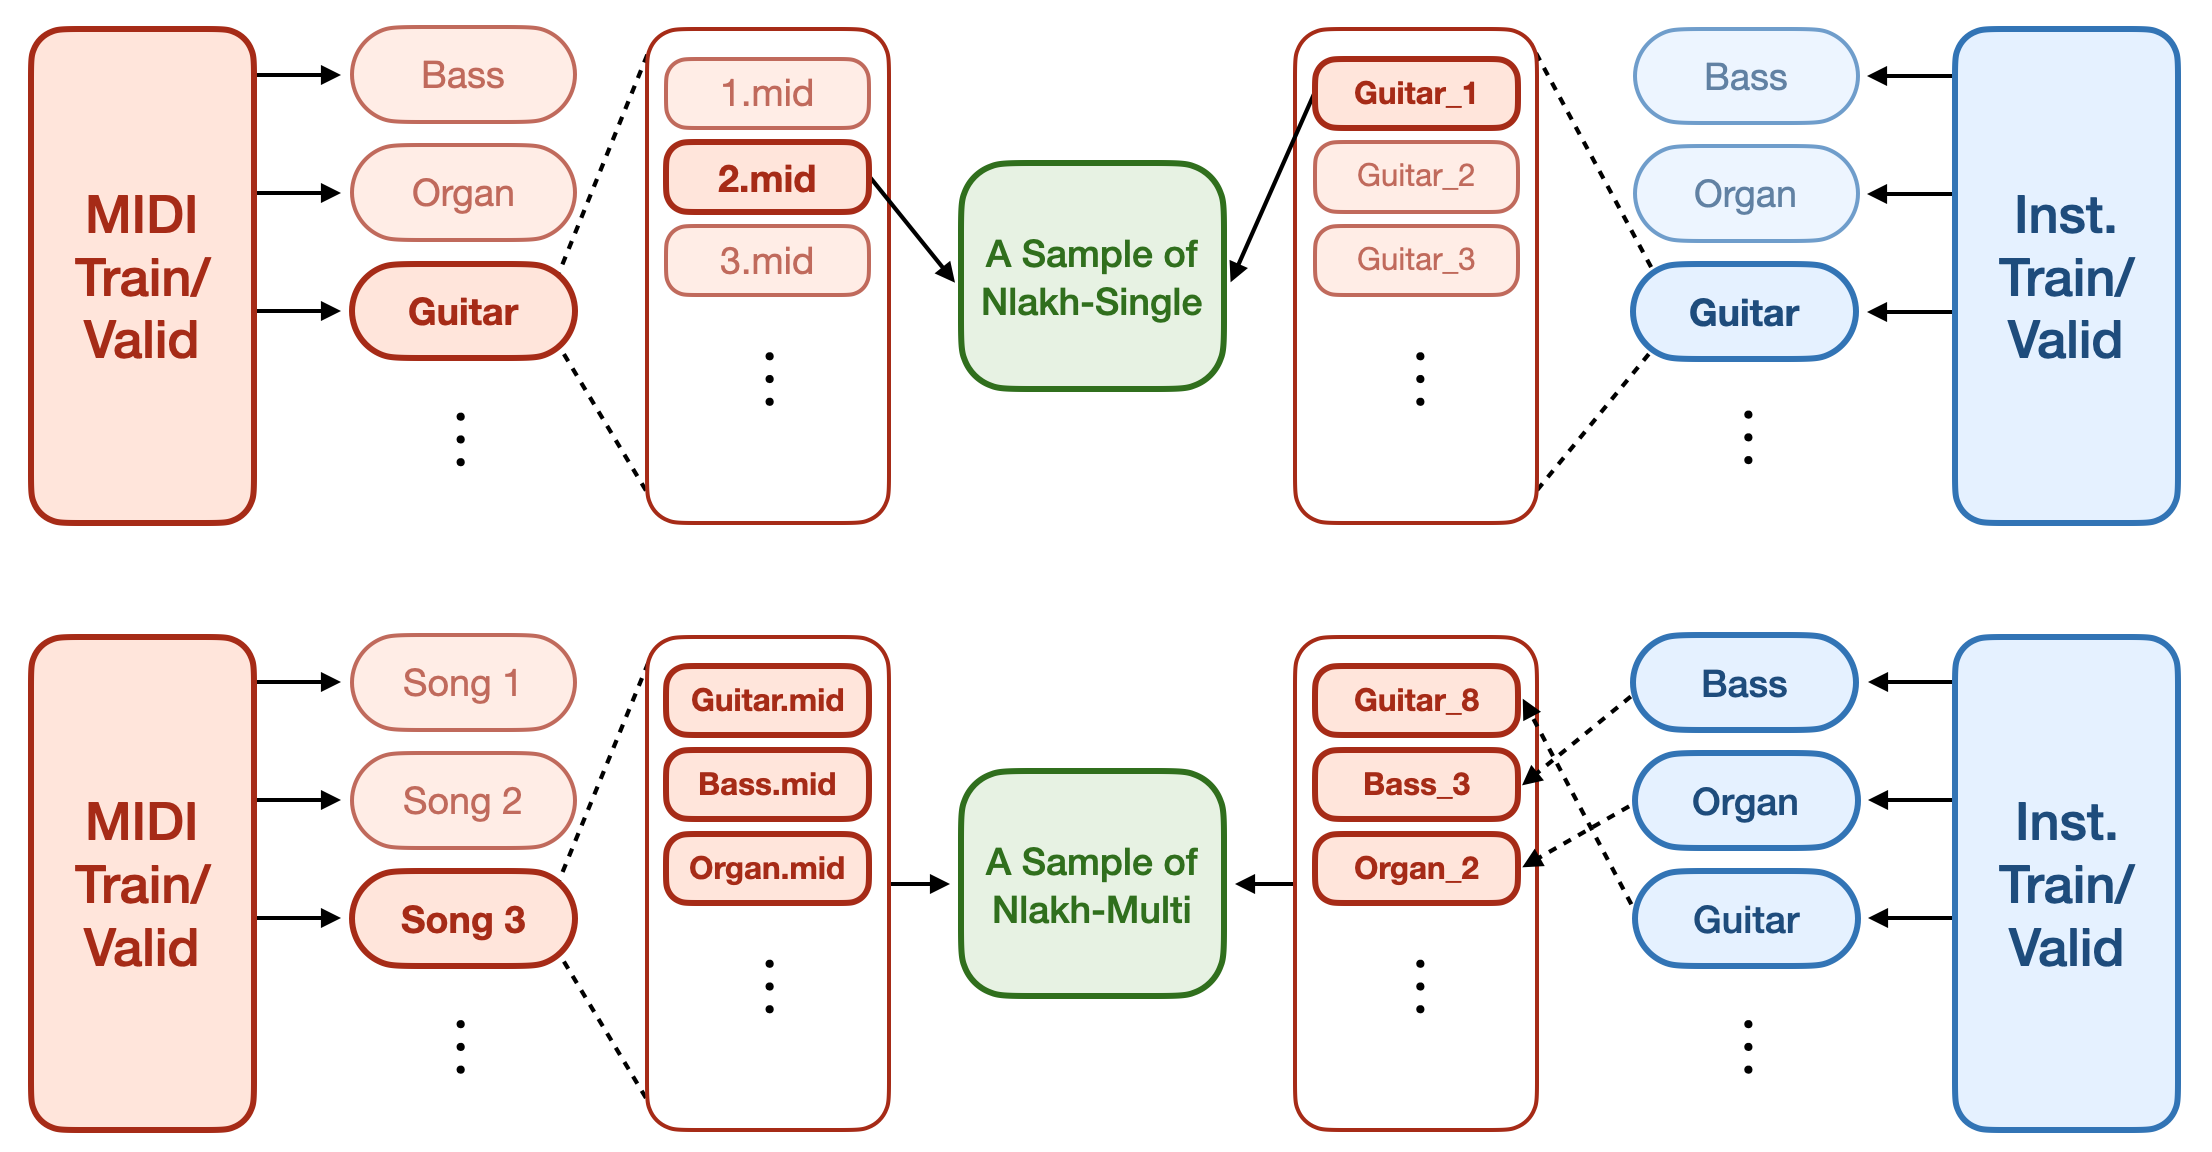 MIDI
Train/
Valid
Bass
Organ
Guitar
1.mid
2.mid
3.mid
A Sample of
Nlakh-Single
Guitar_1
Guitar_2
Guitar_3
Bass
Organ
Guitar
Inst.
Train/
Valid
MIDI
Train/
Valid
Song 1
Song 2
Song 3
Guitar.mid
Bass.mid
Organ.mid
A Sample of
Nlakh-Multi
Guitar_8
Bass_3
Organ_2
Bass
Organ
Guitar
Inst.
Train/
Valid